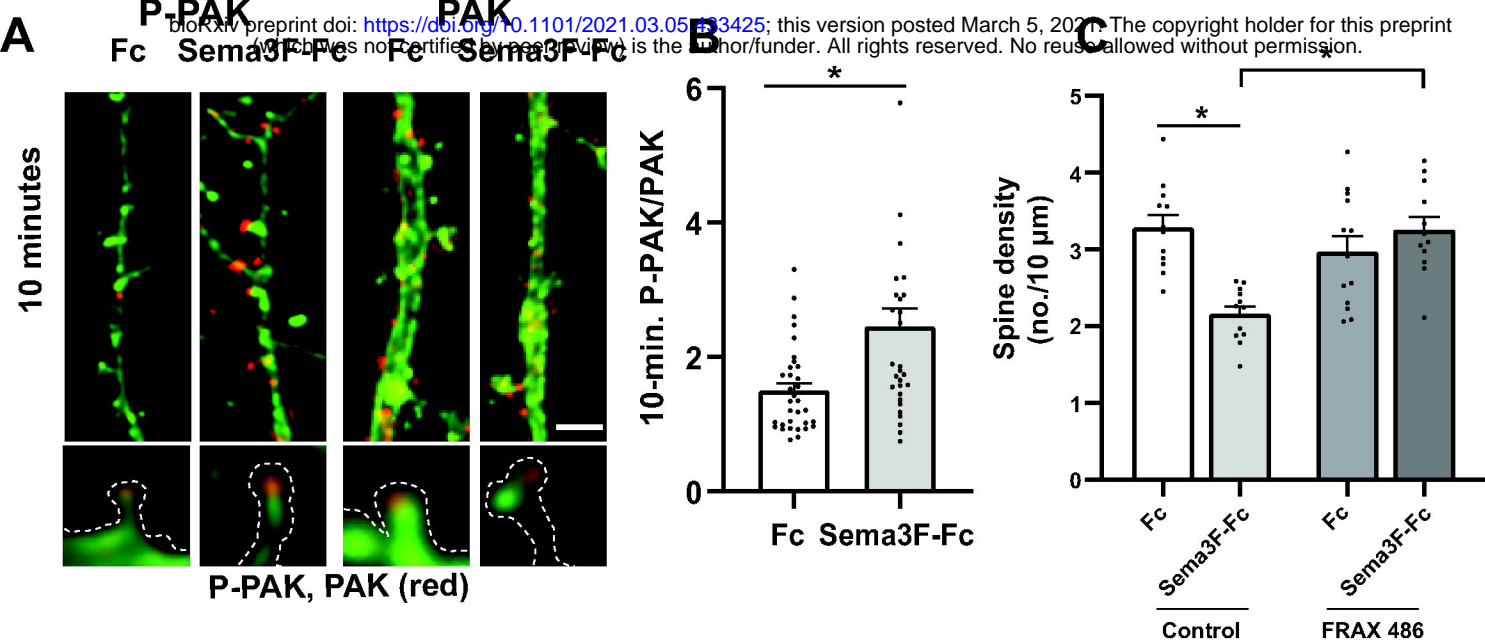 P-PAK PAK
bioRxiv preprint doi: https://doi.org/10.1101/2021.03.05.433425; this version posted March 5, 2021. The copyright holder for this preprint
(which was not certified by peer review) is the author/funder. All rights reserved. No reuse allowed without permission.
A
Fc Sema3F-Fc Fc Sema3F-Fc
10 minutes
P-PAK, PAK (red)
B
*
10-min. P-PAK/PAK
6
4
2
0
Fc Sema3F-Fc
C
*
*
Spine density
(no./10 µm)
5
4
3
2
1
0
Fc
Sema3F-Fc
Fc
Sema3F-Fc
Control
FRAX 486